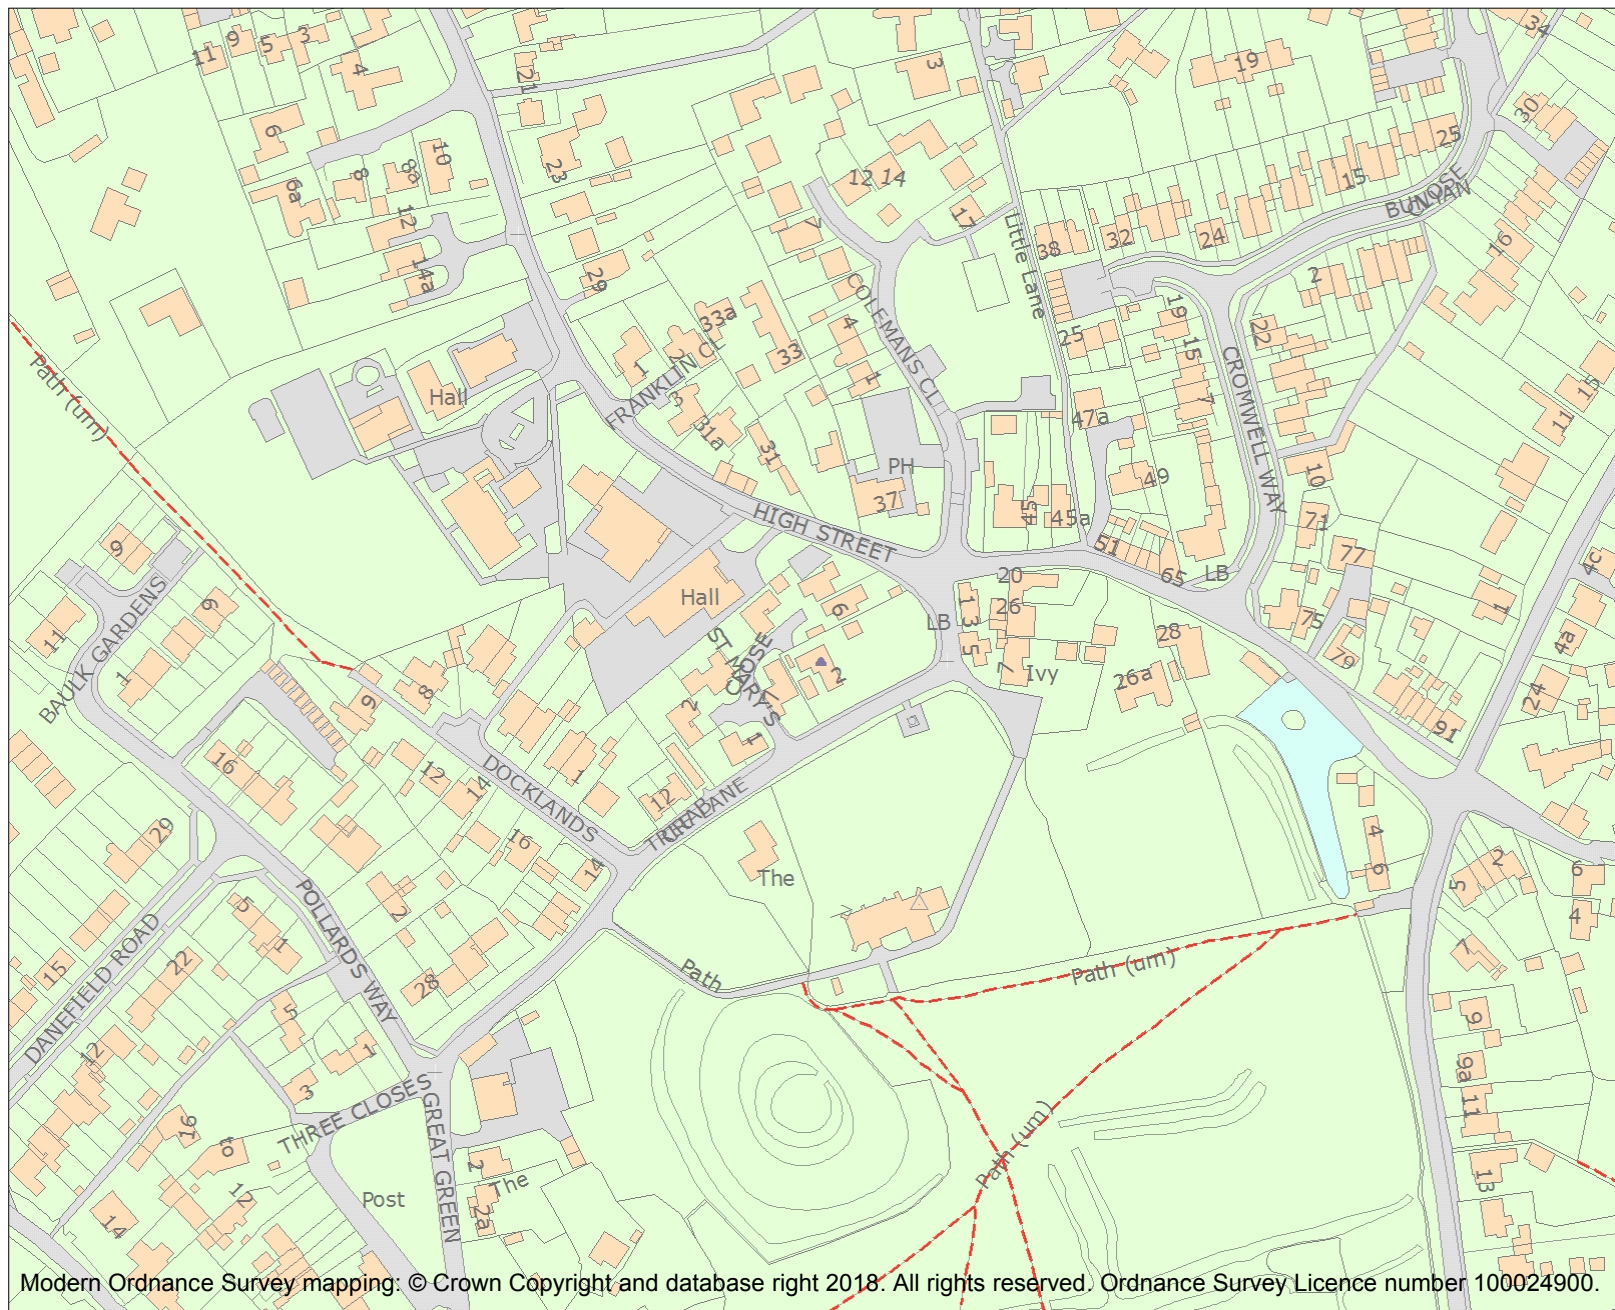 11
9
5
3
4
21
3
19
34
30
25
6
10
8
8a
23
12 14
15
6a
12
17
BUNYAN
CLOSE
7
38
32
24
16
14a
29
COLEMANS CL
Little Lane
2
33a
4
19
22
25
15
Path (um)
1
2
FRANKLIN CL
33
1
CROMWELL WAY
Hall
3
31a
7
15
11
47a
31
PH
49
10
37
45
45a
71
HIGH STREET
51
77
4c
9
65
LB
20
Hall
6
13
26
75
1
6
LB
11
ST MARY'S
CLOSE
5
28
79
4a
BAULK GARDENS
1
2
7
Ivy
26a
8
9
2
7
24
1
91
16
12
DOCKLANDS
1
14
12
TRRAB LANE
29
16
14
The
4
6
2
5
6
5
1
POLLARDS WAY
2
4
DANEFIELD ROAD
22
15
28
Path
Path (um)
7
5
9
12
1
3
9a
THREE CLOSES
GREAT GREEN
11
16
to
Path (um)
2
The
13
12
Post
2a
14
Modern Ordnance Survey mapping: © Crown Copyright and database right 2018. All rights reserved. Ordnance Survey Licence number 100024900.